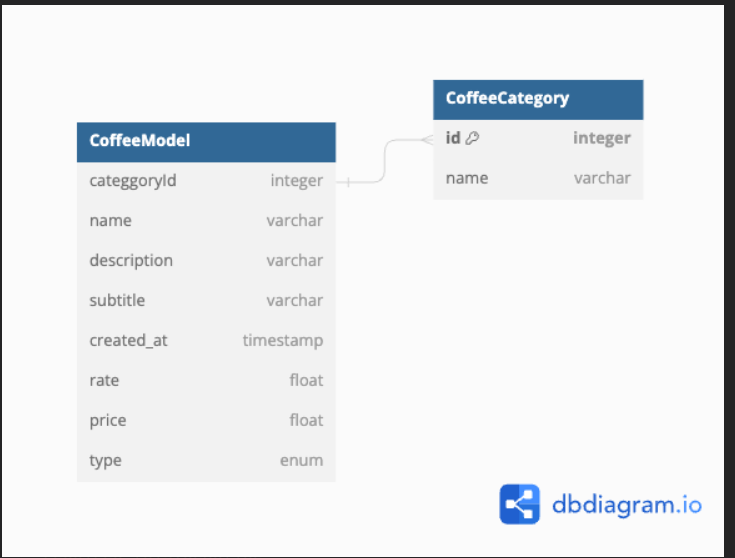 CoffeeModel
categgoryId integer
name varchar
description varchar
subtitle varchar
created_at timestamp
rate float
price float
type enum
CoffeeCategory
id integer
name varchar
dbdiagram.io